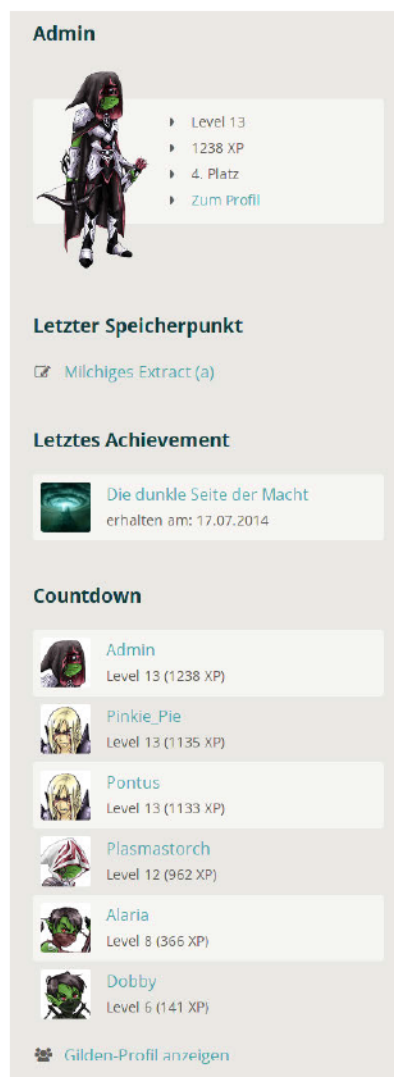 Admin
Level 13
1238 XP
4. Platz
Zum Profil
Letzter Speicherpunkt
Milchiges Extract (a)
Letztes Achievement
Die dunkle Seite der Macht
erhalten am: 17.07.2014
Countdown
Admin
Level 13 (1238 XP)
Pinkie_Pie
Level 13 (1135 XP)
Pontus
Level 13 (1133 XP)
Plasmastorch
Level 12 (962 XP)
Alaria
Level 8 (366 XP)
Dobby
Level 6 (141 XP)
Gilden-Profil anzeigen